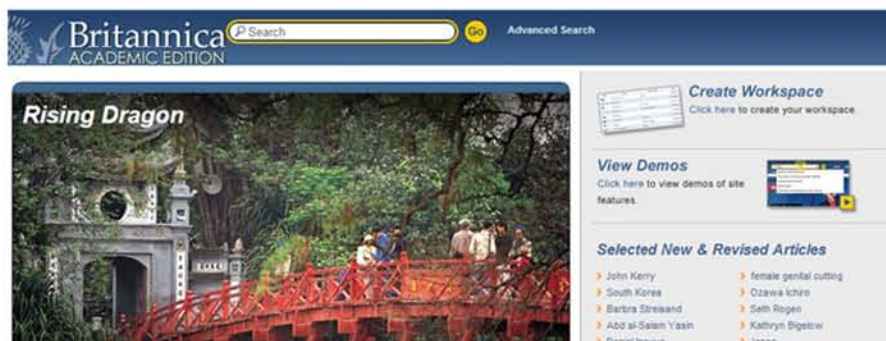 Britannica
ACADEMIC EDITION
Search
Go
Advanced Search
Rising Dragon
Create Workspace
Click here to create your workspace.
View Demos
Click here to view demos of site
features.
Selected New & Revised Articles
John Kerry
female genital cutting
South Korea
Ozawa Ichiro
Barbra Streisand
Seth Rogen
Abd al-Salam Yasin
Kathryn Bigelow